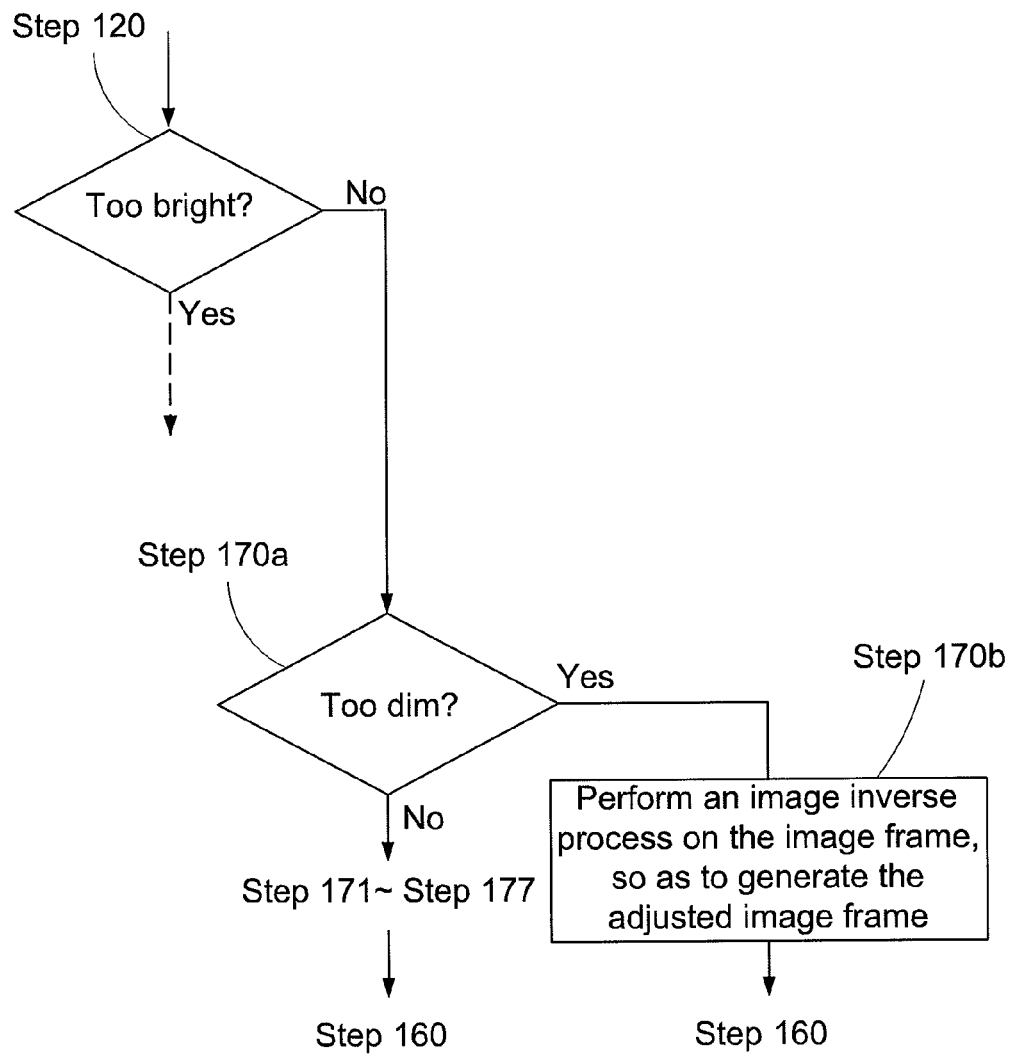 Step 120
Too bright?
No
Yes
Step 170a
Too dim?
Yes
Step 170b
No
Perform an image inverse
process on the image frame,
so as to generate the
adjusted image frame
Step 171~ Step 177
Step 160
Step 160